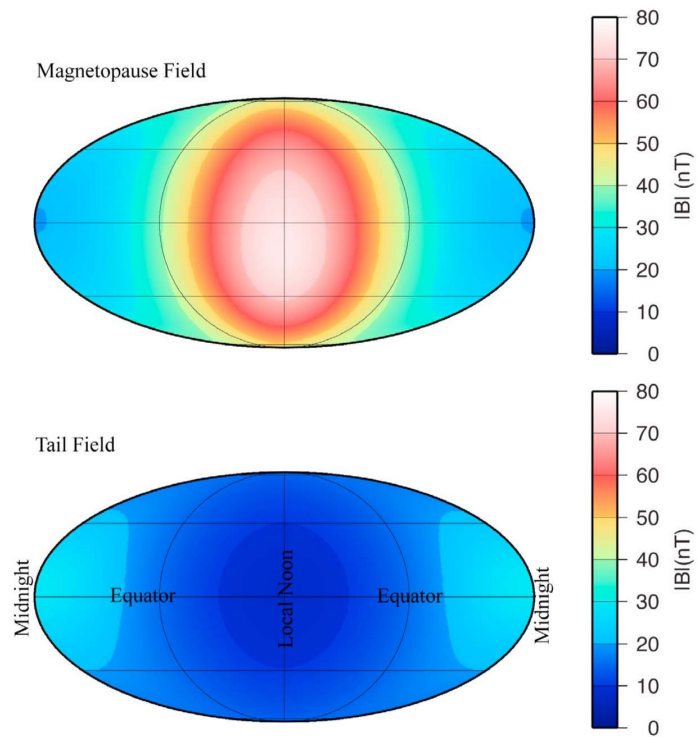 Magnetopause Field
80
70
60
50
40
30
20
10
0
|B| (nT)
Tail Field
Midnight
Equator
Local Noon
Equator
Midnight
80
70
60
50
40
30
20
10
0
|B|(nT)